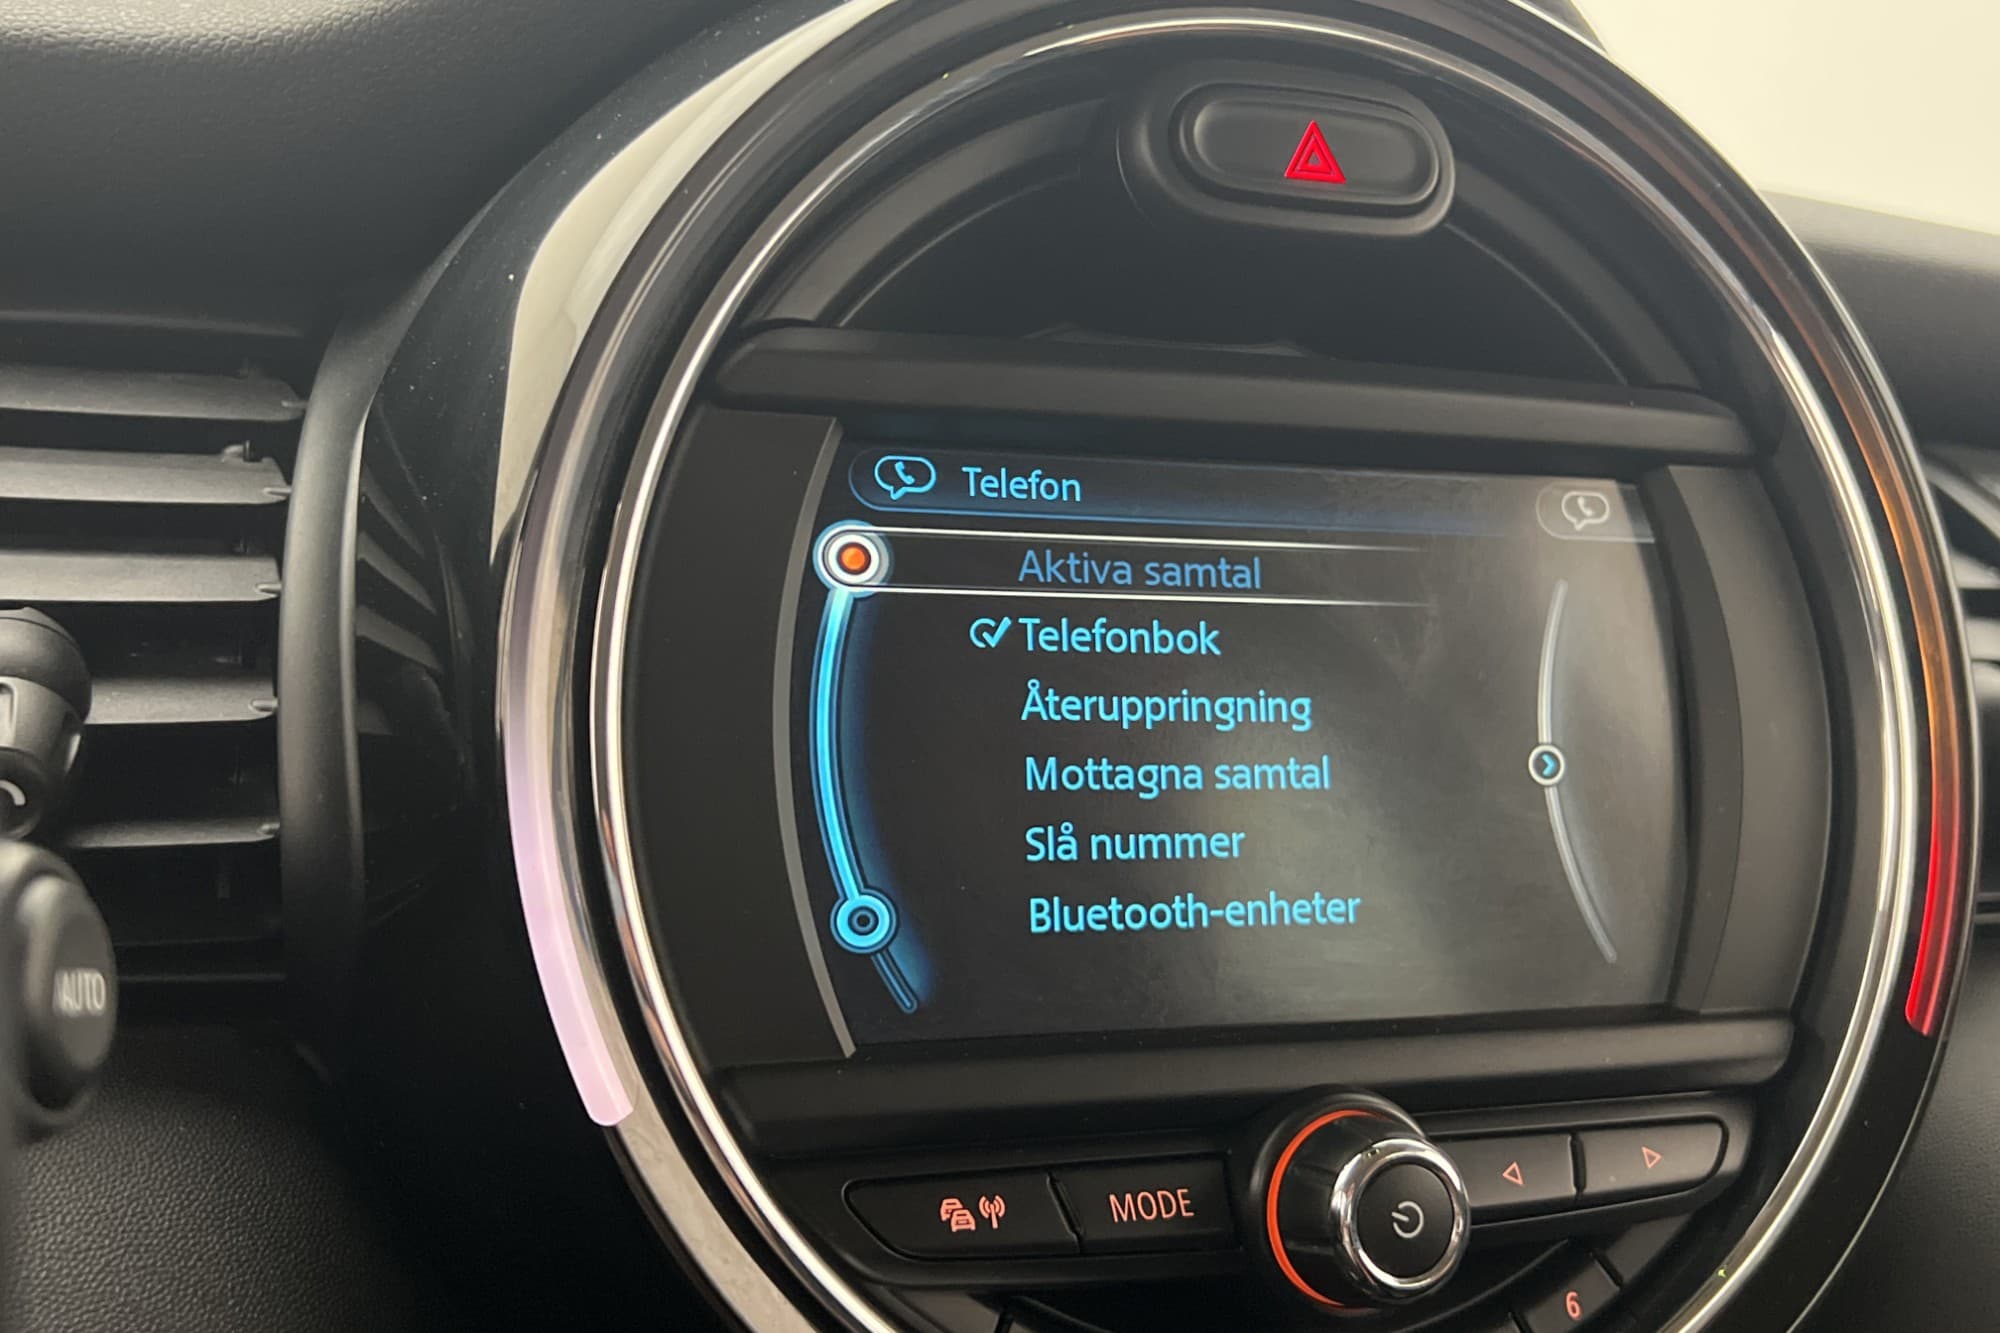 Telefon
Aktiva samtal
Telefonbok
Återuppringning
Mottagna samtal
Slå nummer
Bluetooth-enheter
AUTO
MODE
6